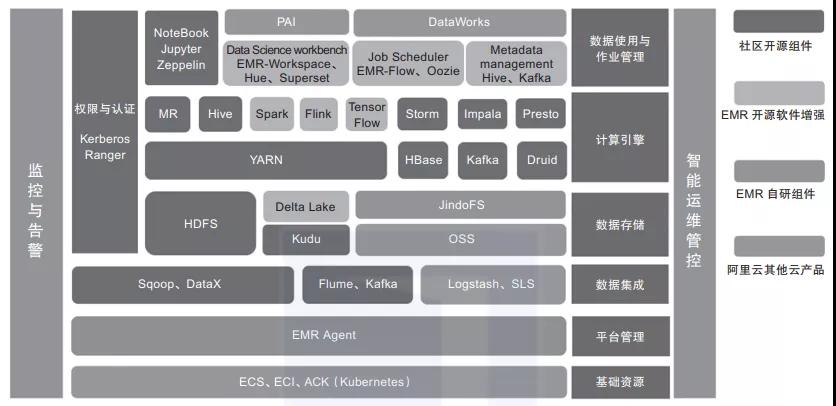 监控与告警
权限与认证
Kerberos
Ranger
NoteBook
Jupyter
Zeppelin
PAI
DataWorks
Data Science workbench
EMR-Workspace、
Hue、Superset
Job Scheduler
EMR-Flow、Oozie
Metadata
management
Hive、Kafka
数据使用与
作业管理
MR
Hive
Spark
Flink
Tensor
Flow
Storm
Impala
Presto
YARN
HBase
Kafka
Druid
计算引擎
HDFS
Delta Lake
Kudu
JindoFS
OSS
数据存储
Sqoop、DataX
Flume、Kafka
Logstash、SLS
数据集成
EMR Agent
平台管理
ECS、ECI、ACK（Kubernetes）
基础资源
智能运维管控
社区开源组件
EMR 开源软件增强
EMR 自研组件
阿里云其他云产品